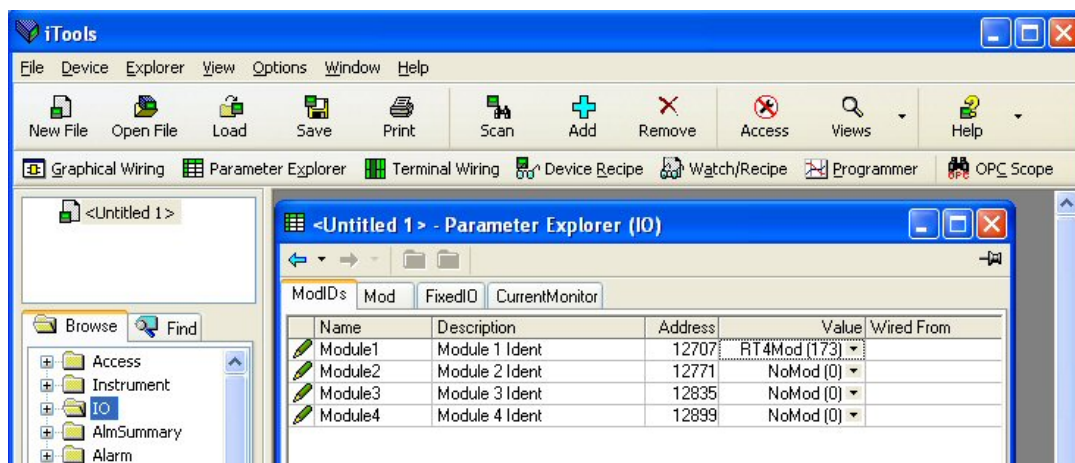 iTools
File Device Explorer View Options Window Help
New File Open File Load Save Print Scan Add Remove Access Views Help
Graphical Wiring Parameter Explorer Terminal Wiring Device Recipe Watch/Recipe Programmer OPC Scope
<Untitled 1>
<Untitled 1> - Parameter Explorer (IO)
ModIDs Mod FixedIO CurrentMonitor
Browse Find
Name Description Address Value Wired From
Module1 Module 1 Ident 12707 RT4Mod (173)
Module2 Module 2 Ident 12771 NoMod (0)
Module3 Module 3 Ident 12835 NoMod (0)
Module4 Module 4 Ident 12899 NoMod (0)
Access
Instrument
IO
AlmSummary
Alarm